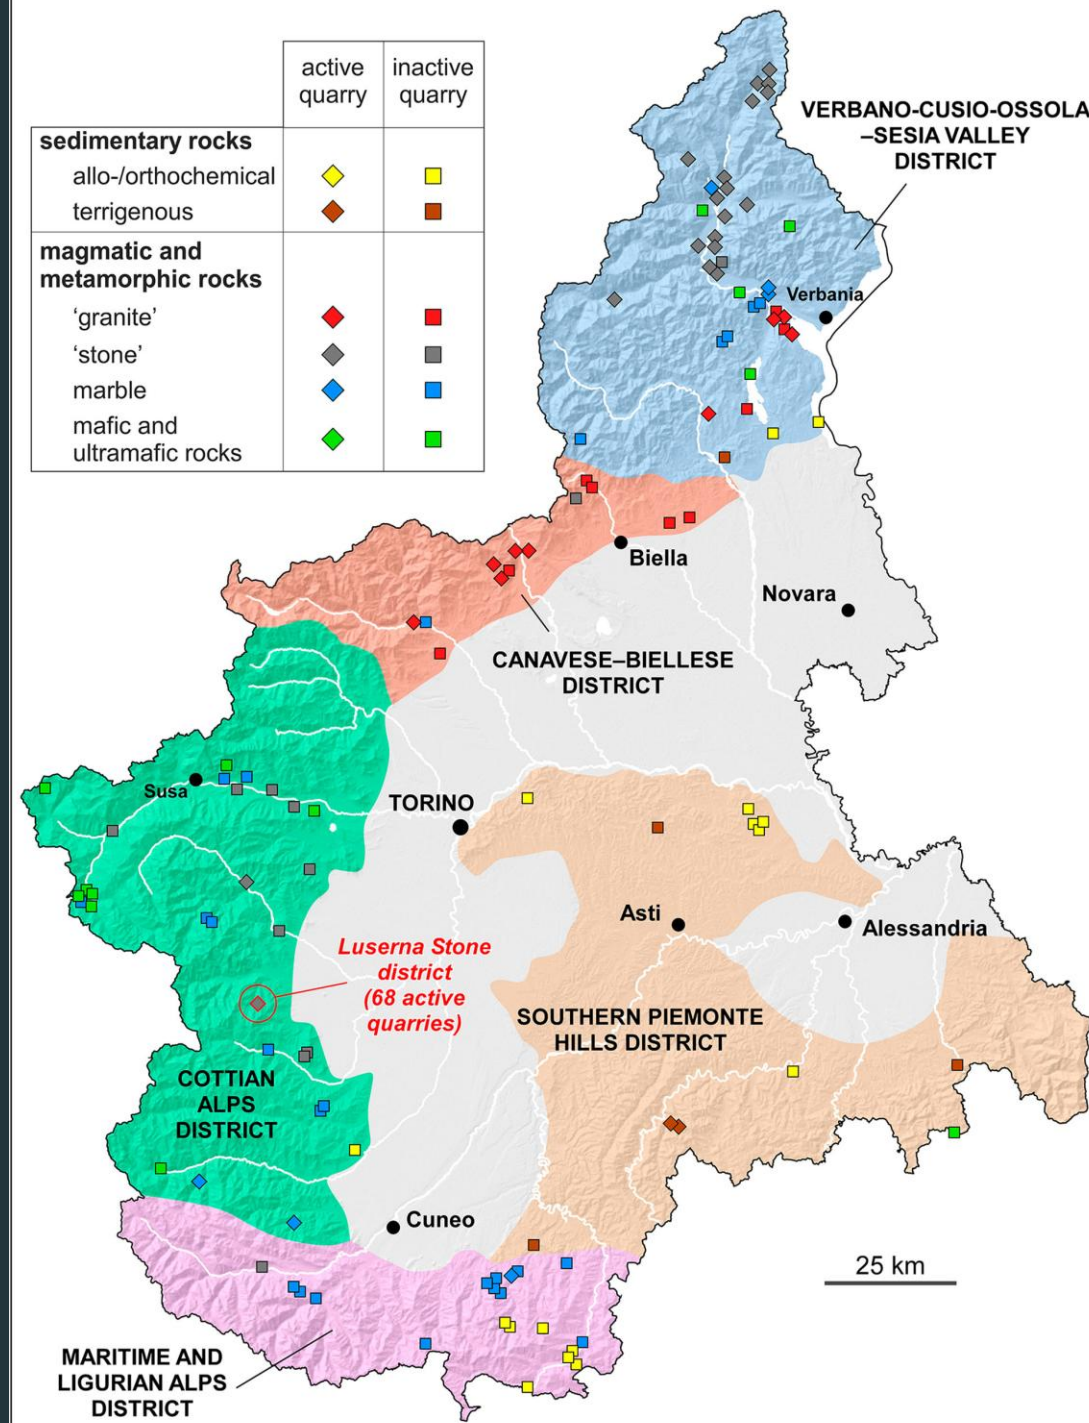 active
quarry
inactive
quarry
sedimentary rocks
allo-/orthochemical
terrigenous
magmatic and
metamorphic rocks
‘granite’
‘stone’
marble
mafic and
ultramafic rocks
VERBANO-CUSIO-OSSOLA
–SESIA VALLEY
DISTRICT
Verbania
Biella
Novara
CANAVESE–BIELLESE
DISTRICT
Susa
TORINO
Asti
Alessandria
Luserna Stone
district
(68 active
quarries)
SOUTHERN PIEMONTE
HILLS DISTRICT
COTTIAN
ALPS
DISTRICT
Cuneo
25 km
MARITIME AND
LIGURIAN ALPS
DISTRICT